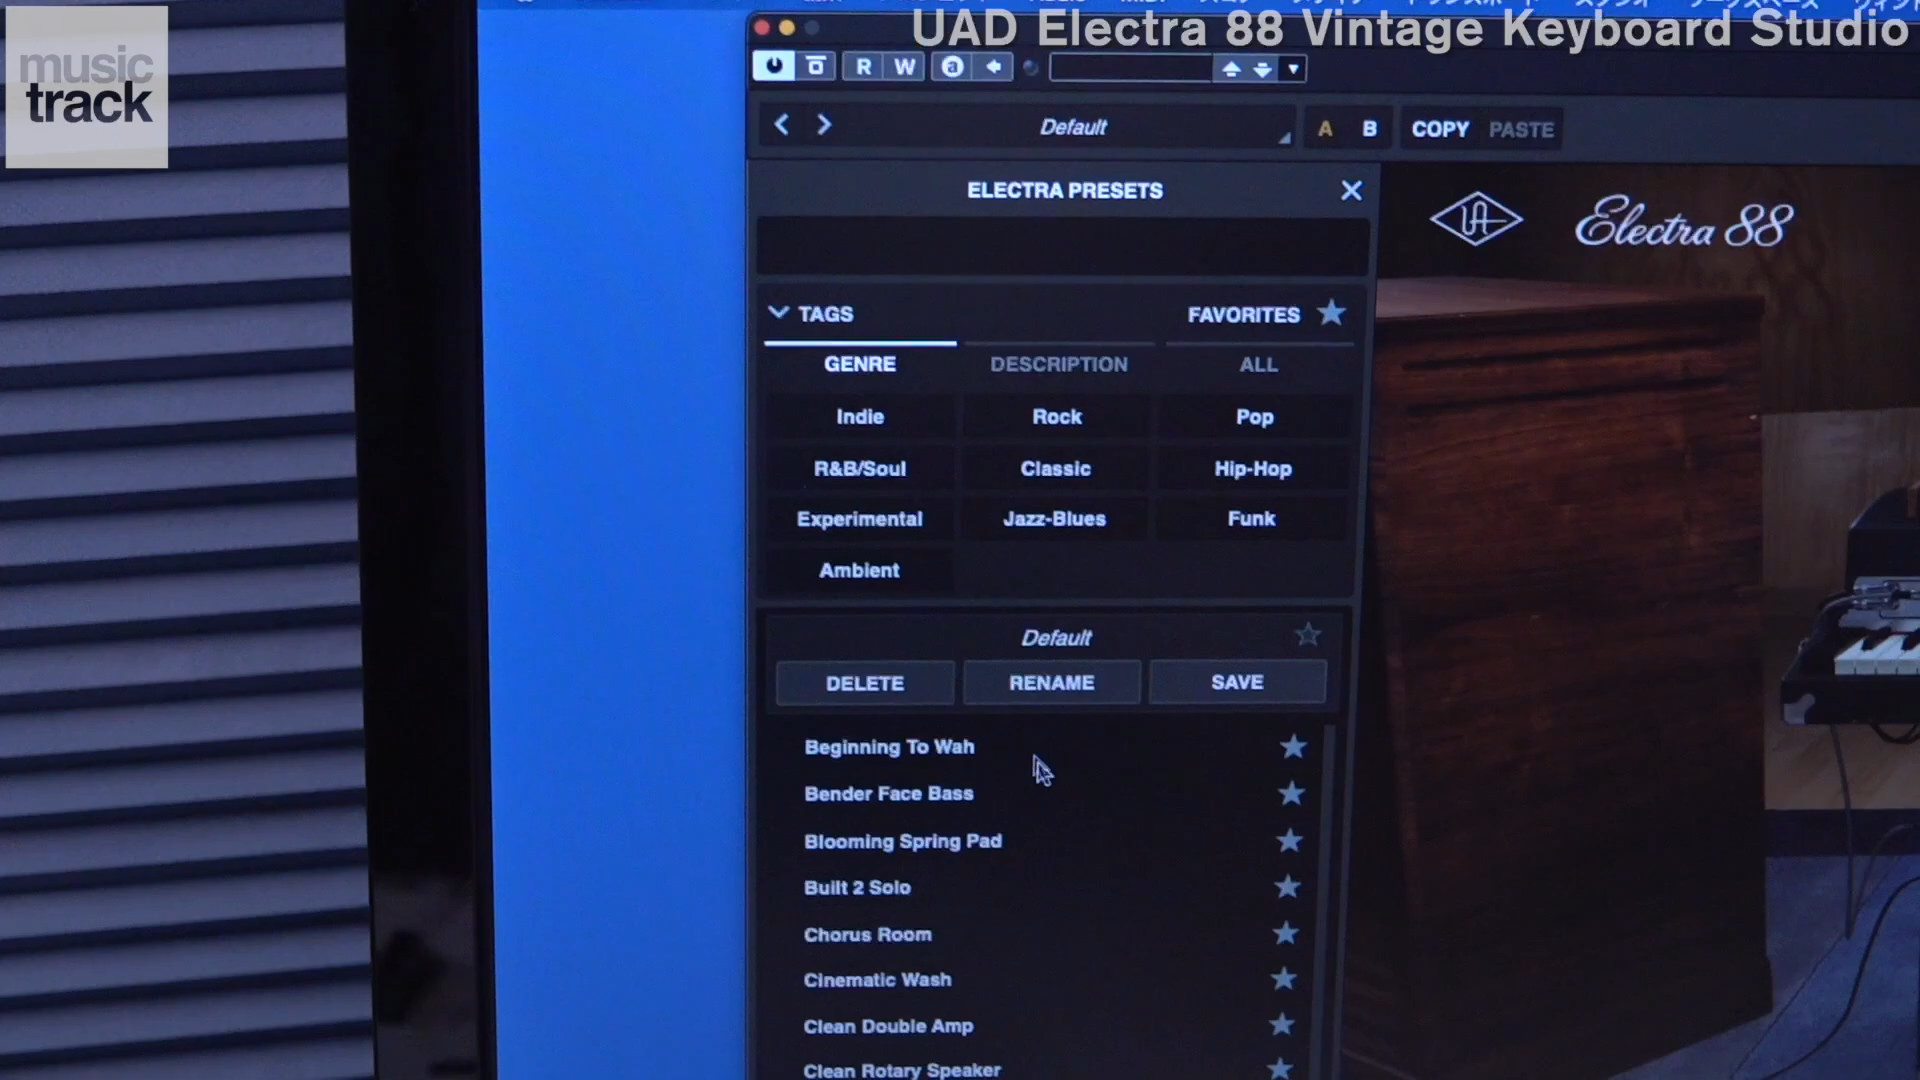 UAD Electra 88 Vintage Keyboard Studio
music
track
R W a
Default
A B COPY PASTE
ELECTRA PRESETS
UA
Electra 88
TAGS
FAVORITES
GENRE DESCRIPTION ALL
Indie Rock Pop
R&B/Soul Classic Hip-Hop
Experimental Jazz-Blues Funk
Ambient
Default
DELETE RENAME SAVE
Beginning To Wah
Bender Face Bass
Blooming Spring Pad
Built 2 Solo
Chorus Room
Cinematic Wash
Clean Double Amp
Clean Rotary Speaker